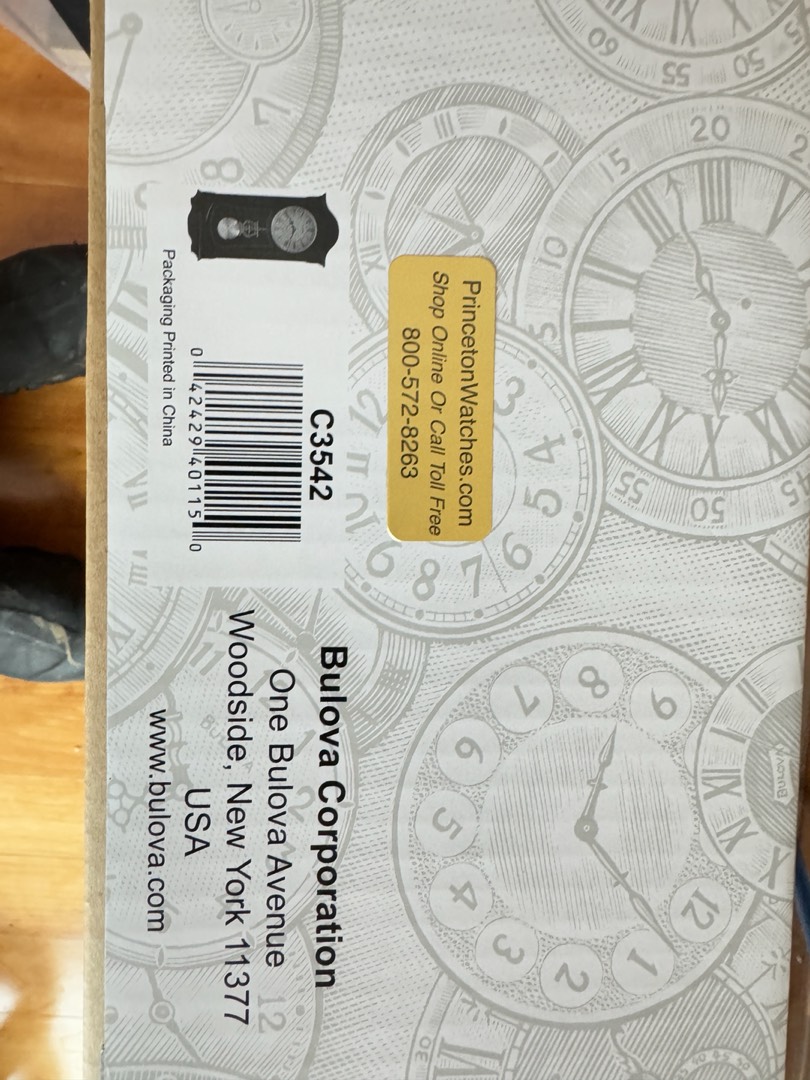 PrincetonWatches.com
Shop Online Or Call Toll Free
800-572-8263
C3542
0 42429 40115 0
Packaging Printed in China
Bulova Corporation
One Bulova Avenue
Woodside, New York 11377
USA
www.bulova.com